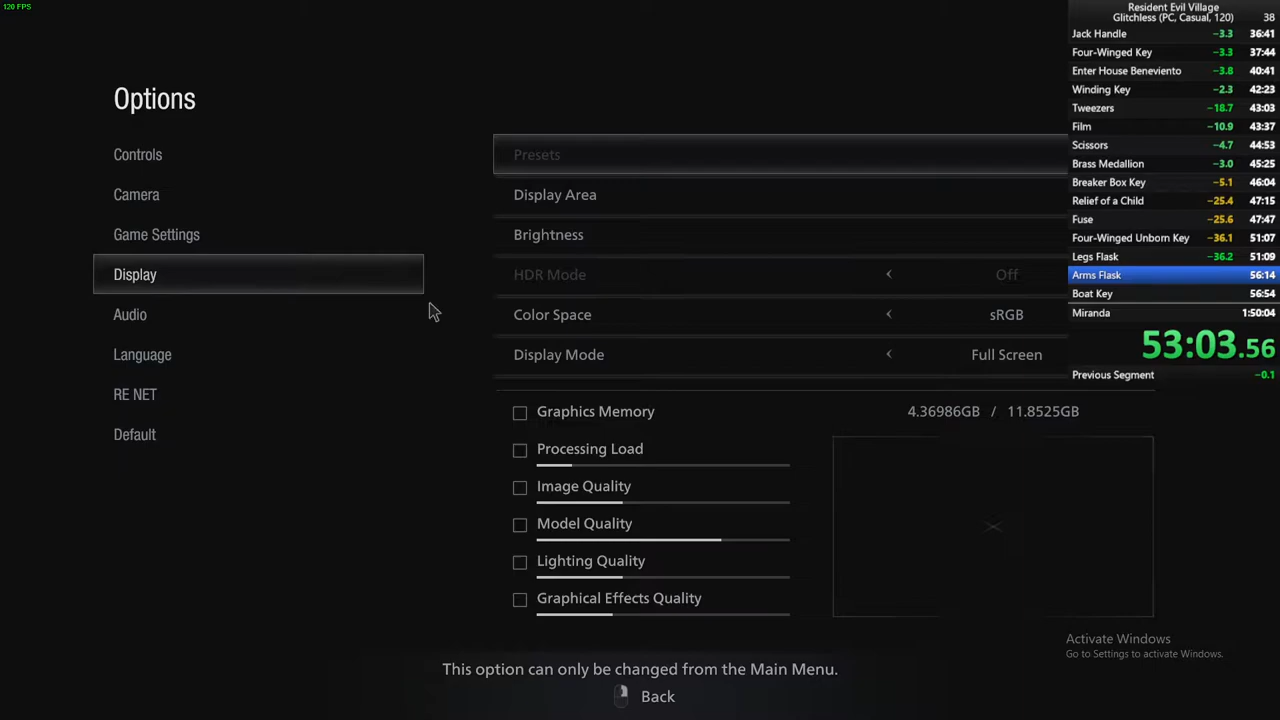 120 FPS
Options
Controls
Camera
Game Settings
Display
Audio
Language
RE NET
Default
Presets
Display Area
Brightness
HDR Mode Off
Color Space sRGB
Display Mode Full Screen
Graphics Memory 4.36986GB / 11.8525GB
Processing Load
Image Quality
Model Quality
Lighting Quality
Graphical Effects Quality
This option can only be changed from the Main Menu.
Back
Resident Evil Village
Glitchless (PC, Casual, 120) 38
Jack Handle −3.3 36:41
Four-Winged Key −3.3 37:44
Enter House Beneviento −3.8 40:41
Winding Key −2.3 42:23
Tweezers −18.7 43:03
Film −10.9 43:37
Scissors −4.7 44:53
Brass Medallion −3.0 45:25
Breaker Box Key −5.1 46:04
Relief of a Child −25.4 47:15
Fuse −25.6 47:47
Four-Winged Unborn Key −36.1 51:07
Legs Flask −36.2 51:09
Arms Flask 56:14
Boat Key 56:54
Miranda 1:50:04
53:03.56
Previous Segment −0.1
Activate Windows
Go to Settings to activate Windows.